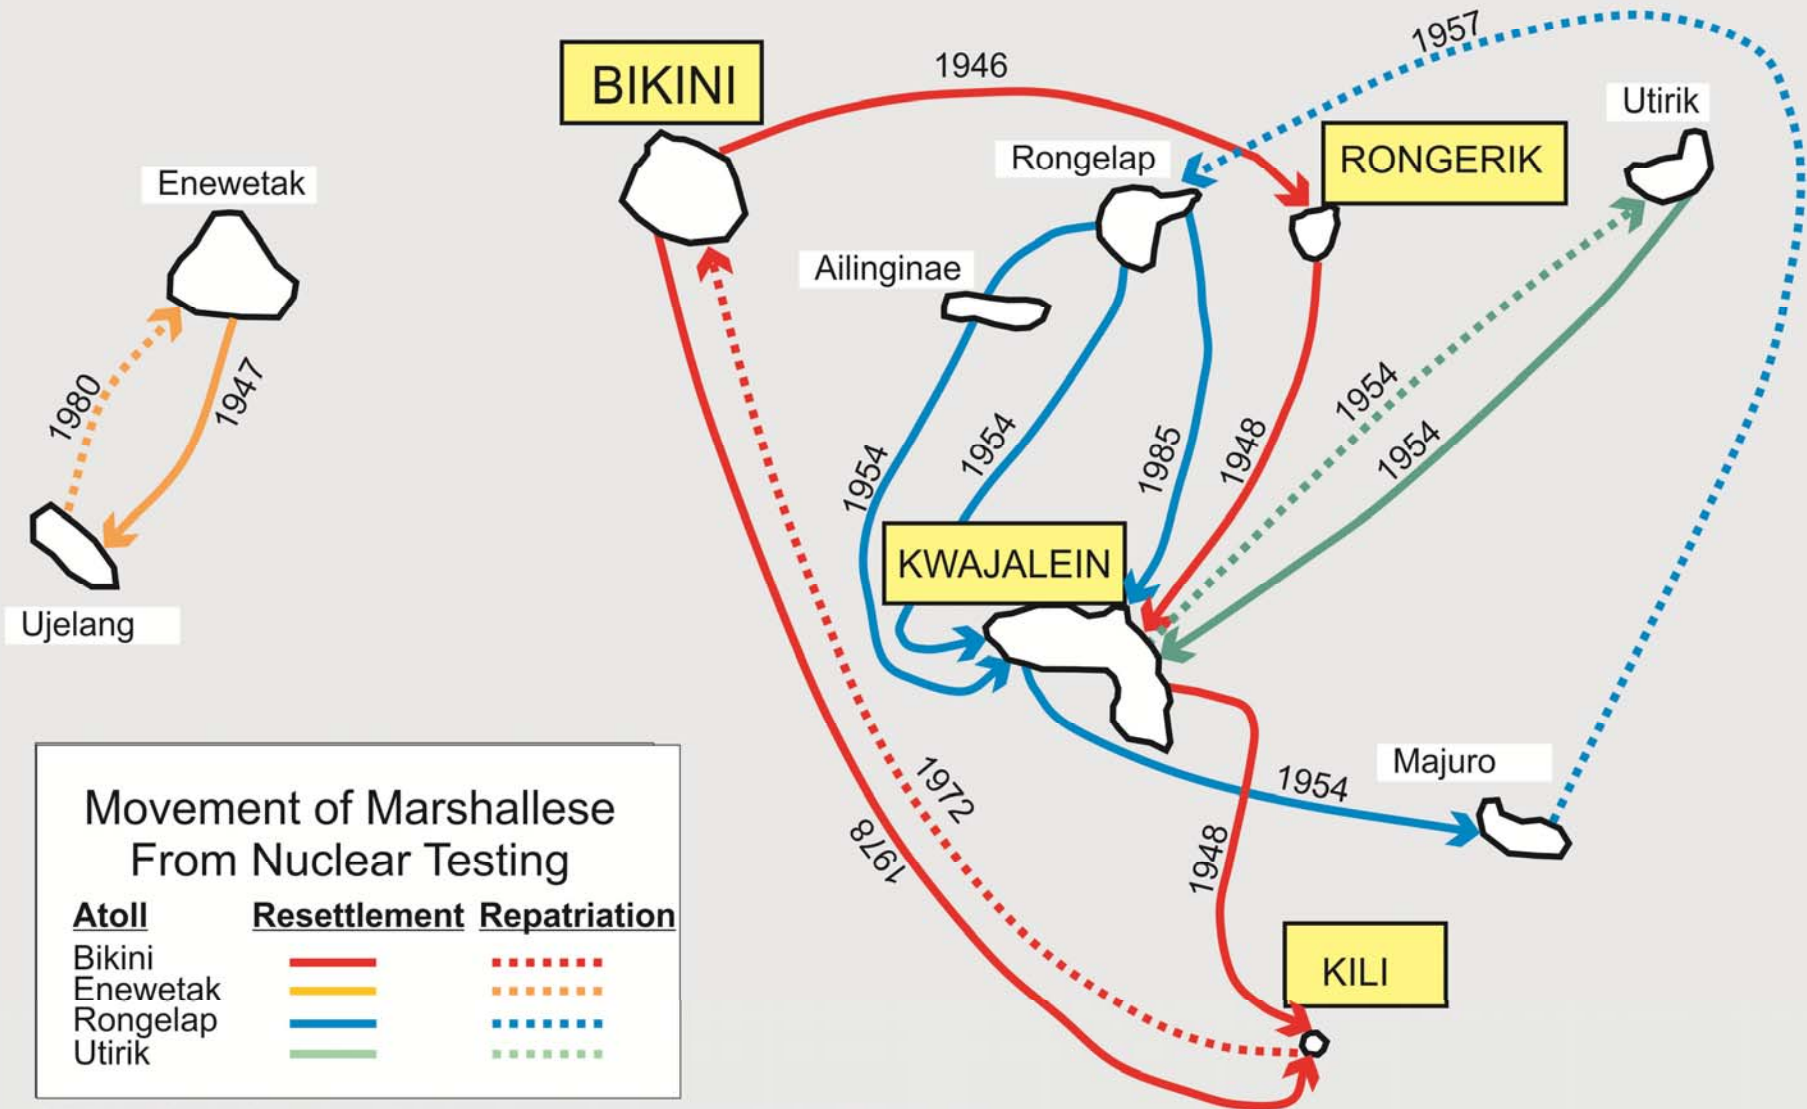 BIKINI
1946
1957
Utirik
Rongelap
RONGERIK
Enewetak
Ailinginae
1980
1947
1954
1954
1985
1948
1954
1954
KWAJALEIN
Ujelang
Movement of Marshallese
From Nuclear Testing
Atoll Resettlement Repatriation
Bikini
Enewetak
Rongelap
Utirik
1972
1978
1954
Majuro
1948
KILI